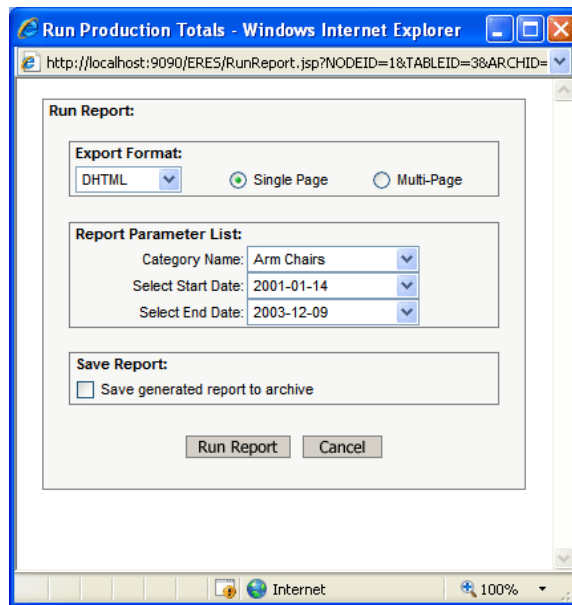 Run Production Totals - Windows Internet Explorer
http://localhost:9090/ERES/RunReport.jsp?NODEID=1&TABLEID=3&ARCHID=
Run Report:
Export Format:
DHTML Single Page Multi-Page
Report Parameter List:
Category Name: Arm Chairs
Select Start Date: 2001-01-14
Select End Date: 2003-12-09
Save Report:
Save generated report to archive
Run Report Cancel
Internet 100%